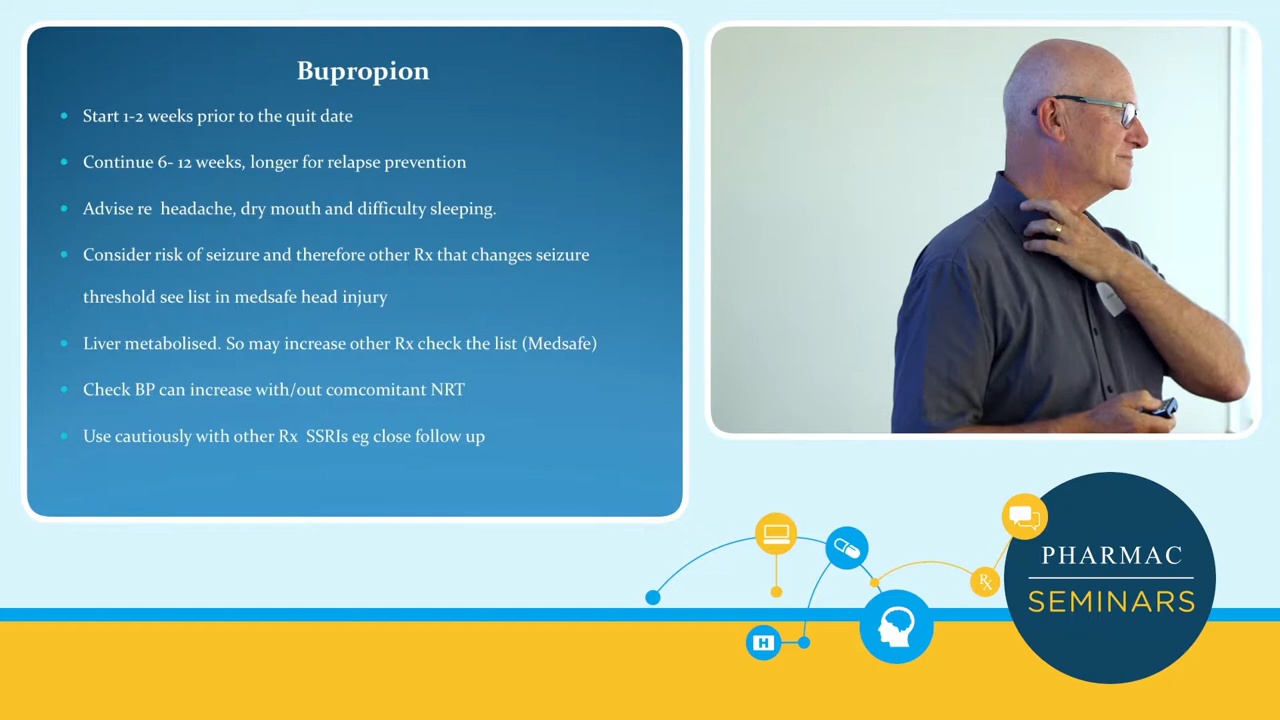 Bupropion
Start 1-2 weeks prior to the quit date
Continue 6- 12 weeks, longer for relapse prevention
Advise re  headache, dry mouth and difficulty sleeping.
Consider risk of seizure and therefore other Rx that changes seizure
threshold see list in medsafe head injury
Liver metabolised. So may increase other Rx check the list (Medsafe)
Check BP can increase with/out comcomitant NRT
Use cautiously with other Rx  SSRIs eg close follow up
Rx
H
PHARMAC
SEMINARS